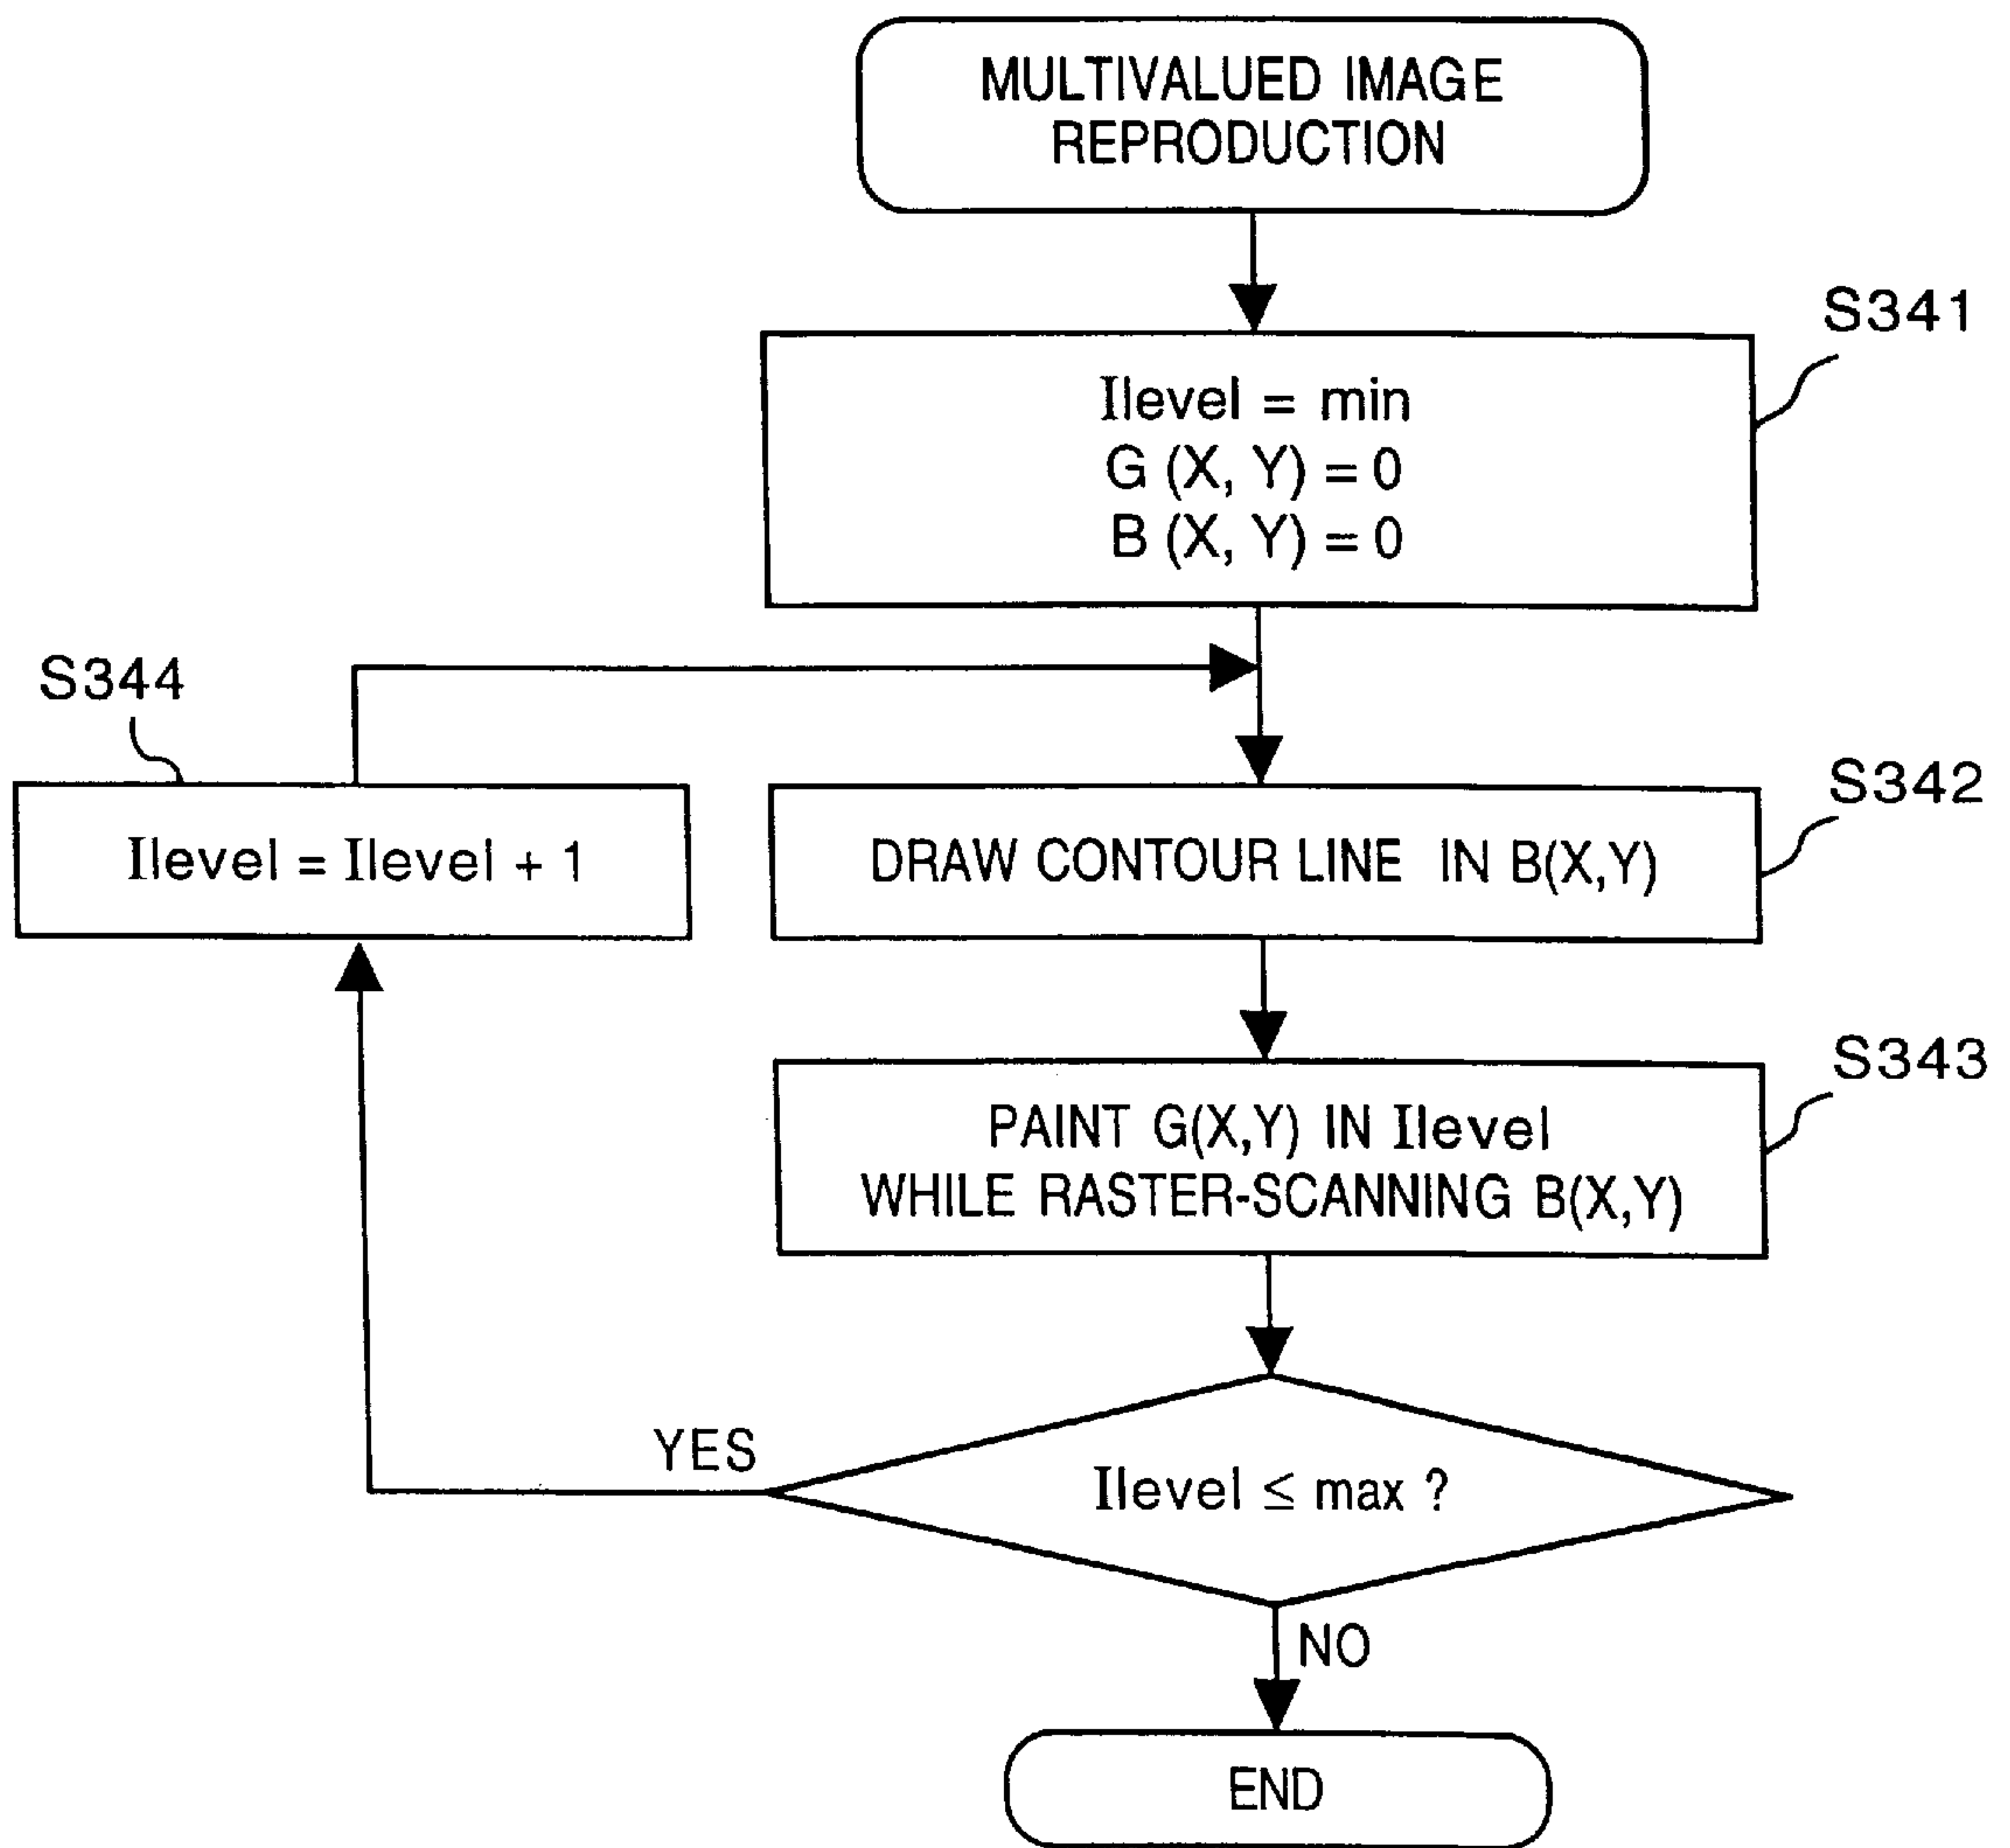 MULTIVALUED IMAGE
REPRODUCTION
S341
Ilevel = min
G (X, Y) = 0
B (X, Y) = 0
S344
Ilevel = Ilevel + 1
S342
DRAW CONTOUR LINE IN B(X,Y)
S343
PAINT G(X,Y) IN Ilevel
WHILE RASTER-SCANNING B(X,Y)
YES
Ilevel ≤ max ?
NO
END